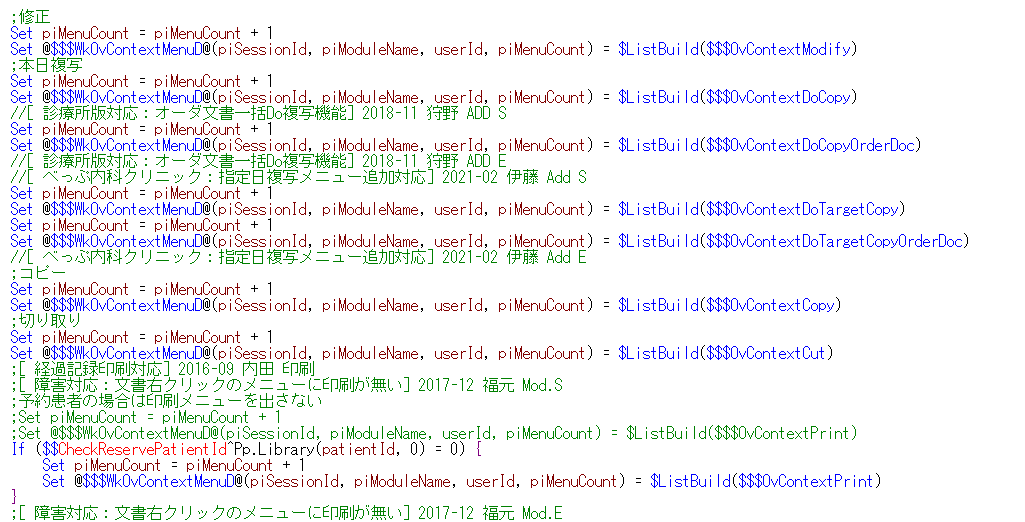 ;修正
Set piMenuCount = piMenuCount + 1
Set @$$$WkOvContextMenuD@(piSessionId, piModuleName, userId, piMenuCount) = $ListBuild($$$OvContextModify)
;本日複写
Set piMenuCount = piMenuCount + 1
Set @$$$WkOvContextMenuD@(piSessionId, piModuleName, userId, piMenuCount) = $ListBuild($$$OvContextDoCopy)
//[ 診療所版対応：オーダ文書一括Do複写機能] 2018-11 狩野 ADD S
Set piMenuCount = piMenuCount + 1
Set @$$$WkOvContextMenuD@(piSessionId, piModuleName, userId, piMenuCount) = $ListBuild($$$OvContextDoCopyOrderDoc)
//[ 診療所版対応：オーダ文書一括Do複写機能] 2018-11 狩野 ADD E
//[ べっぷ内科クリニック：指定日複写メニュー追加対応] 2021-02 伊藤 Add S
Set piMenuCount = piMenuCount + 1
Set @$$$WkOvContextMenuD@(piSessionId, piModuleName, userId, piMenuCount) = $ListBuild($$$OvContextDoTargetCopy)
Set piMenuCount = piMenuCount + 1
Set @$$$WkOvContextMenuD@(piSessionId, piModuleName, userId, piMenuCount) = $ListBuild($$$OvContextDoTargetCopyOrderDoc)
//[ べっぷ内科クリニック：指定日複写メニュー追加対応] 2021-02 伊藤 Add E
;コピー
Set piMenuCount = piMenuCount + 1
Set @$$$WkOvContextMenuD@(piSessionId, piModuleName, userId, piMenuCount) = $ListBuild($$$OvContextCopy)
;切り取り
Set piMenuCount = piMenuCount + 1
Set @$$$WkOvContextMenuD@(piSessionId, piModuleName, userId, piMenuCount) = $ListBuild($$$OvContextCut)
;[ 経過記録印刷対応] 2016-09 内田 印刷
;[ 障害対応：文書右クリックのメニューに印刷が無い] 2017-12 福元 Mod.S
;予約患者の場合は印刷メニューを出さない
;Set piMenuCount = piMenuCount + 1
;Set @$$$WkOvContextMenuD@(piSessionId, piModuleName, userId, piMenuCount) = $ListBuild($$$OvContextPrint)
If ($$CheckReservePatientId^Pp.Library(patientId, 0) = 0) {
    Set piMenuCount = piMenuCount + 1
    Set @$$$WkOvContextMenuD@(piSessionId, piModuleName, userId, piMenuCount) = $ListBuild($$$OvContextPrint)
}
;[ 障害対応：文書右クリックのメニューに印刷が無い] 2017-12 福元 Mod.E